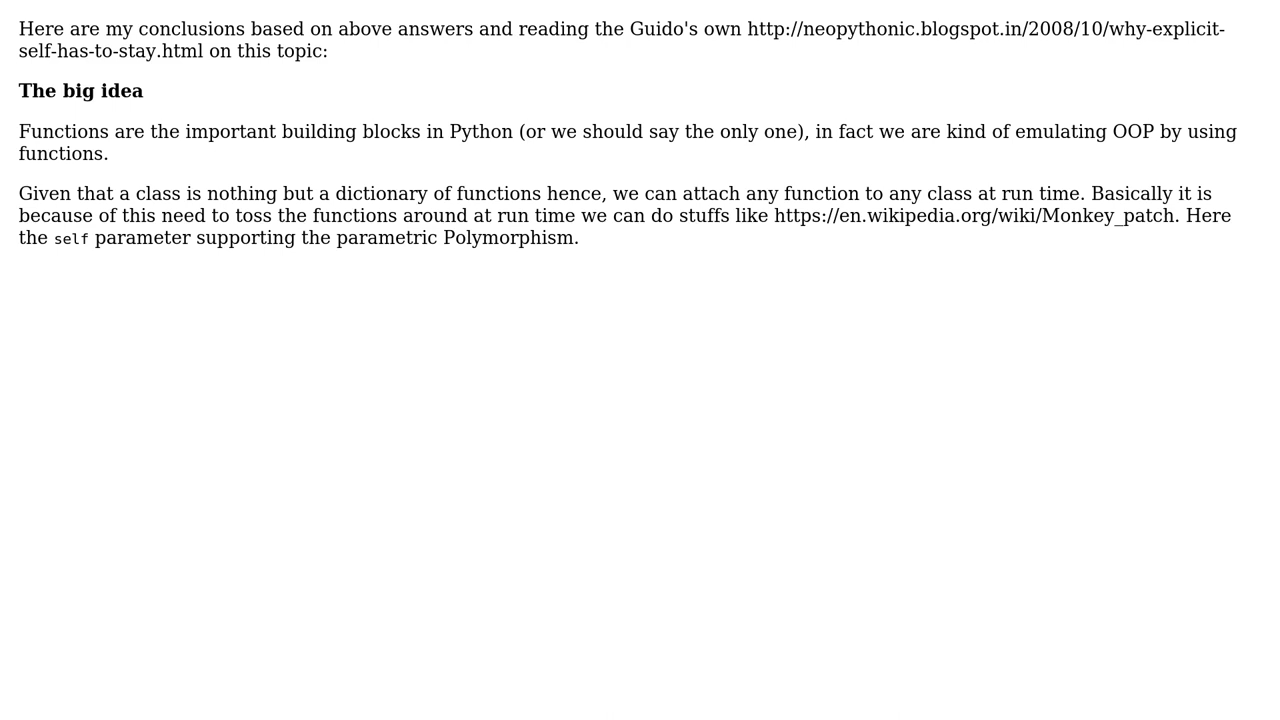 Here are my conclusions based on above answers and reading the Guido's own http://neopythonic.blogspot.in/2008/10/why-explicit-
self-has-to-stay.html on this topic:
The big idea
Functions are the important building blocks in Python (or we should say the only one), in fact we are kind of emulating OOP by using
functions.
Given that a class is nothing but a dictionary of functions hence, we can attach any function to any class at run time. Basically it is
because of this need to toss the functions around at run time we can do stuffs like https://en.wikipedia.org/wiki/Monkey_patch. Here
the self parameter supporting the parametric Polymorphism.